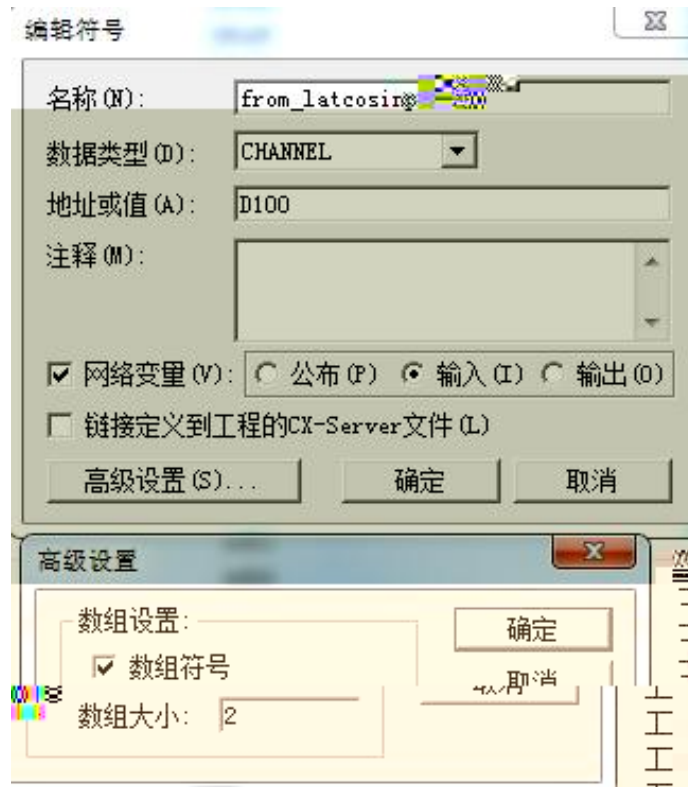 编辑符号
名称(N):
数据类型(D): CHANNEL
地址或值(A): D100
注释(M):
网络变量(V): 公布(P) 输入(I) 输出(O)
链接定义到工程的CX-Server文件(L)
高级设置(S)... 确定 取消
高级设置
数组设置: 确定
数组符号 取消
数组大小: 2
工
工